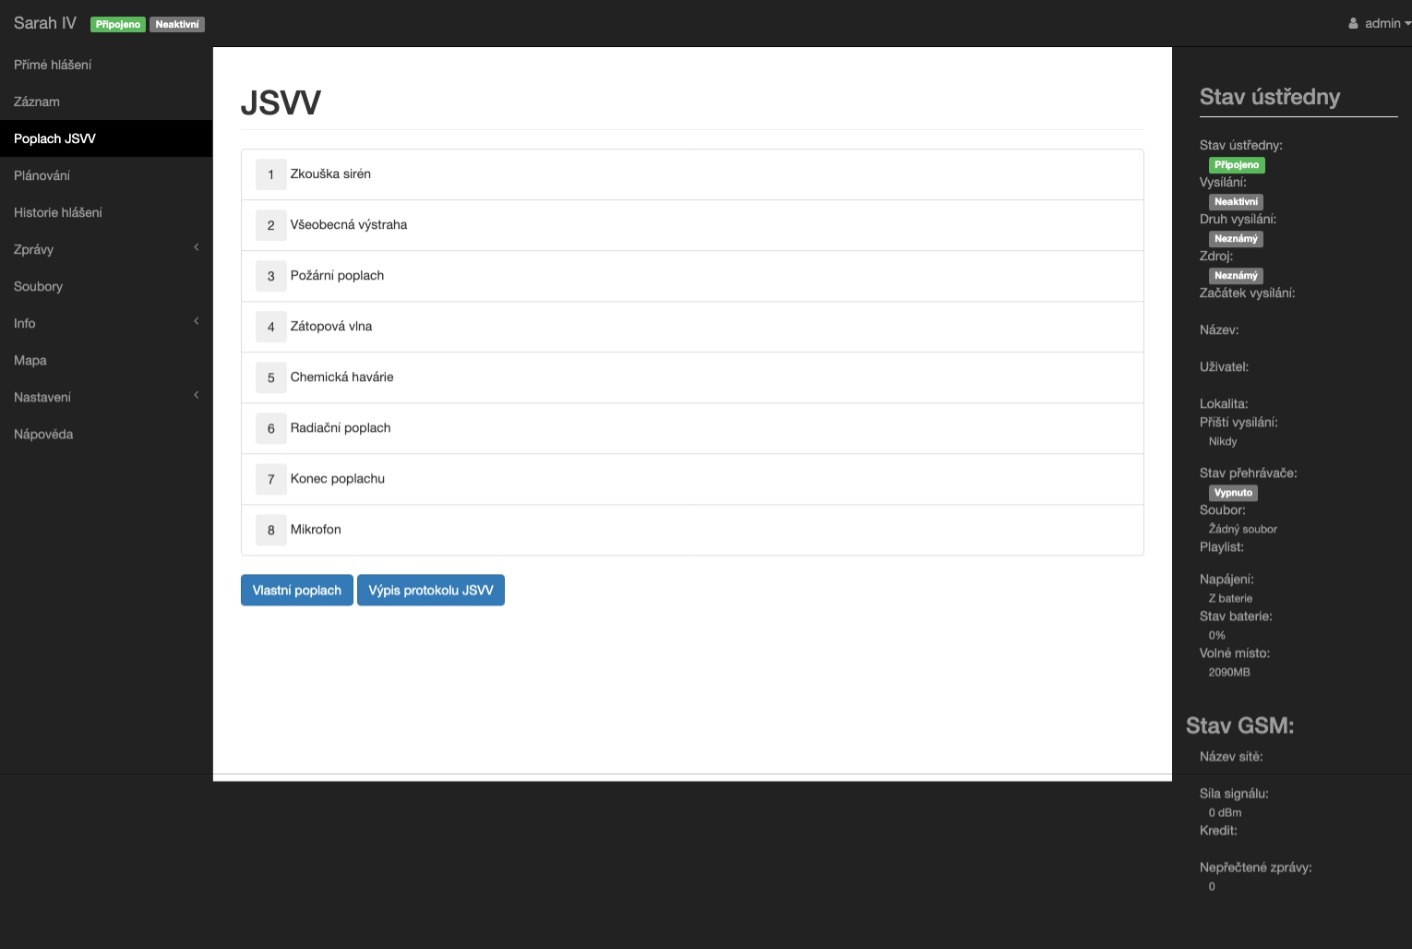 Sarah IV Připojeno Neaktivní
admin
Přímé hlášení
Záznam
Poplach JSVV
Plánování
Historie hlášení
Zprávy
Soubory
Info
Mapa
Nastavení
Nápověda
JSVV
1 Zkouška sirén
2 Všeobecná výstraha
3 Požární poplach
4 Zátopová vlna
5 Chemická havárie
6 Radiační poplach
7 Konec poplachu
8 Mikrofon
Vlastní poplach Výpis protokolu JSVV
Stav ústředny
Stav ústředny:
Připojeno
Vysílání:
Neaktivní
Druh vysílání:
Neznámý
Zdroj:
Neznámý
Začátek vysílání:
Název:
Uživatel:
Lokalita:
Příští vysílání:
Nikdy
Stav přehrávače:
Vypnuto
Soubor:
Žádný soubor
Playlist:
Napájení:
Z baterie
Stav baterie:
0%
Volné místo:
2090MB
Stav GSM:
Název sítě:
Síla signálu:
0 dBm
Kredit:
Nepřečtené zprávy:
0